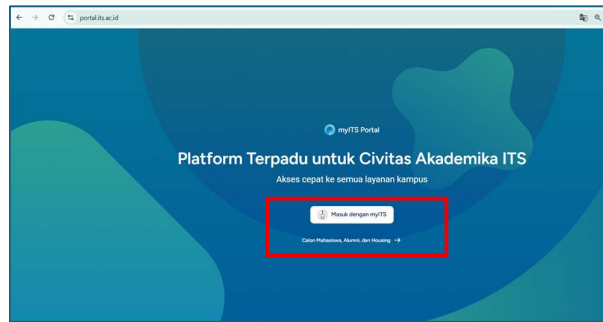 portal.its.ac.id
myITS Portal
Platform Terpadu untuk Civitas Akademika ITS
Akses cepat ke semua layanan kampus
Masuk dengan myITS
Calon Mahasiswa, Alumni, dan Housing →